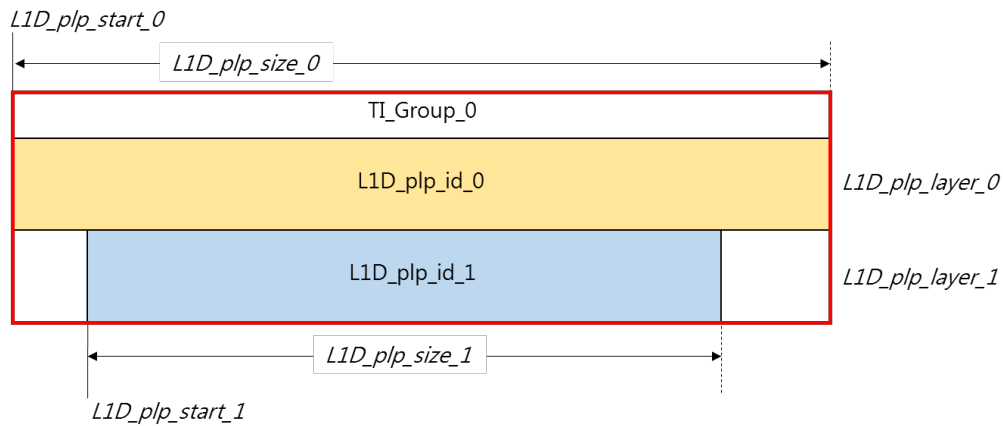 L1D_plp_start_0
L1D_plp_size_0
TI_Group_0
L1D_plp_id_0
L1D_plp_layer_0
L1D_plp_id_1
L1D_plp_layer_1
L1D_plp_size_1
L1D_plp_start_1